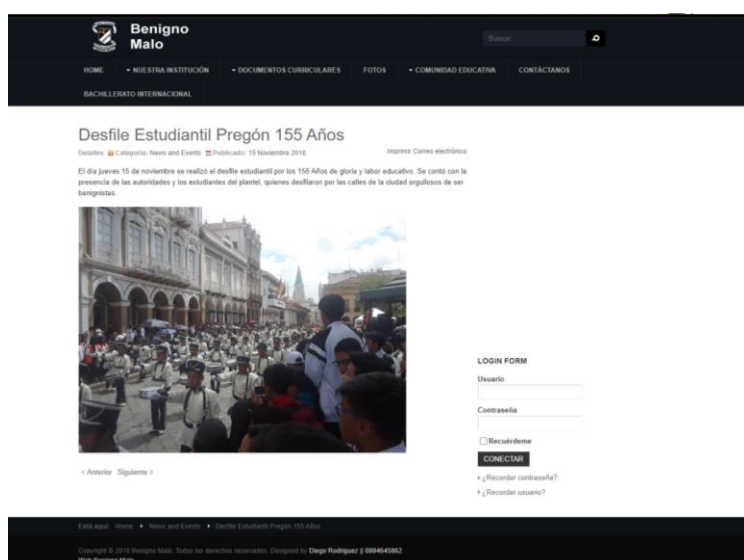 Benigno
Malo
Buscar...
HOME
NUESTRA INSTITUCIÓN
DOCUMENTOS CURRICULARES
FOTOS
COMUNIDAD EDUCATIVA
CONTÁCTANOS
BACHILLERATO INTERNACIONAL
Desfile Estudiantil Pregón 155 Años
Detalles Categoría: News and Events Publicado: 15 Noviembre 2018
Imprimir Correo electrónico
El día jueves 15 de noviembre se realizó el desfile estudiantil por los 155 Años de gloria y labor educativo. Se contó con la
presencia de las autoridades y los estudiantes del plantel, quienes desfilaron por las calles de la ciudad orgullosos de ser
benignistas.
LOGIN FORM
Usuario
Contraseña
Recuérdeme
CONECTAR
¿Recordar contraseña?
¿Recordar usuario?
< Anterior Siguiente >
Está aquí: Home News and Events Desfile Estudiantil Pregón 155 Años
Copyright © 2018 Benigno Malo. Todos los derechos reservados. Designed by Diego Rodríguez || 0984645862
Web Benigno Malo